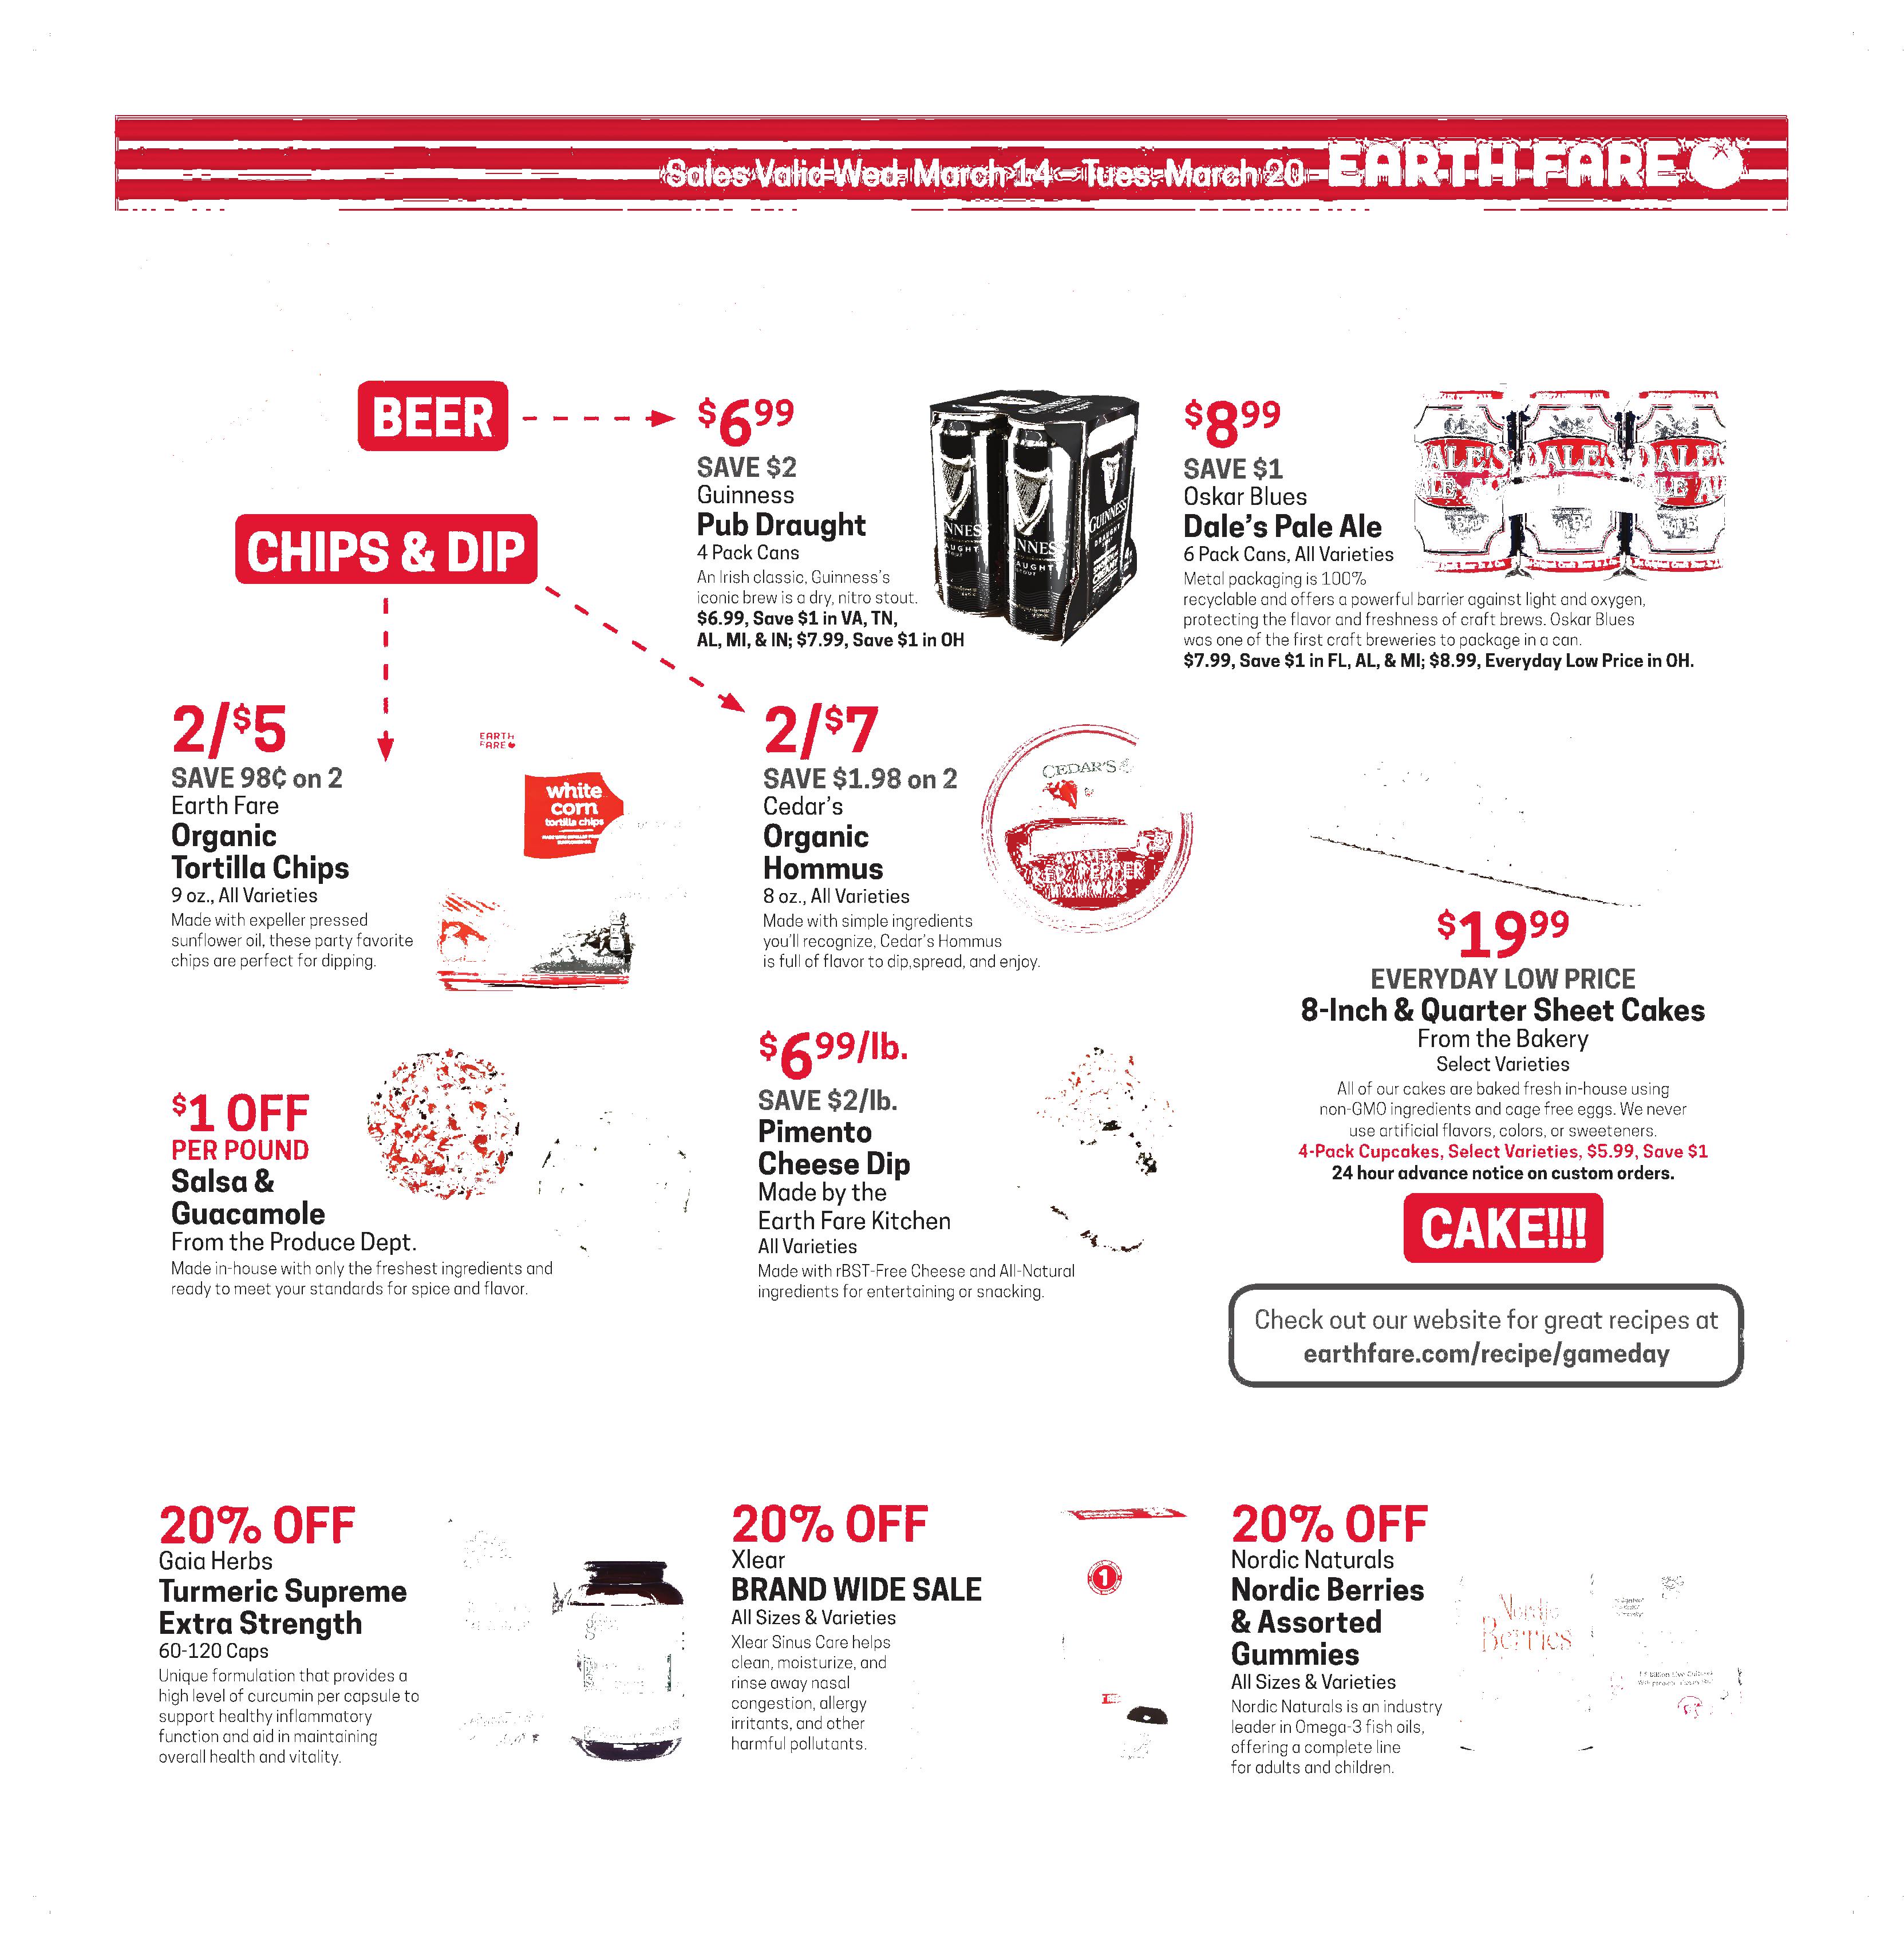 Sales Valid Wed. March 14 – Tues. March 20 EARTH FARE
BEER
$6.99
SAVE $2
Guinness
Pub Draught
4 Pack Cans
An Irish classic, Guinness's
iconic brew is a dry, nitro stout.
$6.99, Save $1 in VA, TN,
AL, MI, & IN; $7.99, Save $1 in OH
GUINNESS
DRAUGHT
$8.99
SAVE $1
Oskar Blues
Dale's Pale Ale
6 Pack Cans, All Varieties
Metal packaging is 100%
recyclable and offers a powerful barrier against light and oxygen,
protecting the flavor and freshness of craft brews. Oskar Blues
was one of the first craft breweries to package in a can.
$7.99, Save $1 in FL, AL, & MI; $8.99, Everyday Low Price in OH.
DALE'S
CHIPS & DIP
2/$5
SAVE 98¢ on 2
Earth Fare
Organic
Tortilla Chips
9 oz., All Varieties
Made with expeller pressed
sunflower oil, these party favorite
chips are perfect for dipping.
EARTH
FARE
white
corn
tortilla chips
2/$7
SAVE $1.98 on 2
Cedar's
Organic
Hommus
8 oz., All Varieties
Made with simple ingredients
you'll recognize, Cedar's Hommus
is full of flavor to dip,spread, and enjoy.
CEDAR'S
ROASTED
RED PEPPER
HOMMUS
$19.99
EVERYDAY LOW PRICE
8-Inch & Quarter Sheet Cakes
From the Bakery
Select Varieties
All of our cakes are baked fresh in-house using
non-GMO ingredients and cage free eggs. We never
use artificial flavors, colors, or sweeteners.
4-Pack Cupcakes, Select Varieties, $5.99, Save $1
24 hour advance notice on custom orders.
CAKE!!!
$1 OFF
PER POUND
Salsa &
Guacamole
From the Produce Dept.
Made in-house with only the freshest ingredients and
ready to meet your standards for spice and flavor.
$6.99/lb.
SAVE $2/lb.
Pimento
Cheese Dip
Made by the
Earth Fare Kitchen
All Varieties
Made with rBST-Free Cheese and All-Natural
ingredients for entertaining or snacking.
Check out our website for great recipes at
earthfare.com/recipe/gameday
20% OFF
Gaia Herbs
Turmeric Supreme
Extra Strength
60-120 Caps
Unique formulation that provides a
high level of curcumin per capsule to
support healthy inflammatory
function and aid in maintaining
overall health and vitality.
20% OFF
Xlear
BRAND WIDE SALE
All Sizes & Varieties
Xlear Sinus Care helps
clean, moisturize, and
rinse away nasal
congestion, allergy
irritants, and other
harmful pollutants.
1
20% OFF
Nordic Naturals
Nordic Berries
& Assorted
Gummies
All Sizes & Varieties
Nordic Naturals is an industry
leader in Omega-3 fish oils,
offering a complete line
for adults and children.
Nordic
Berries